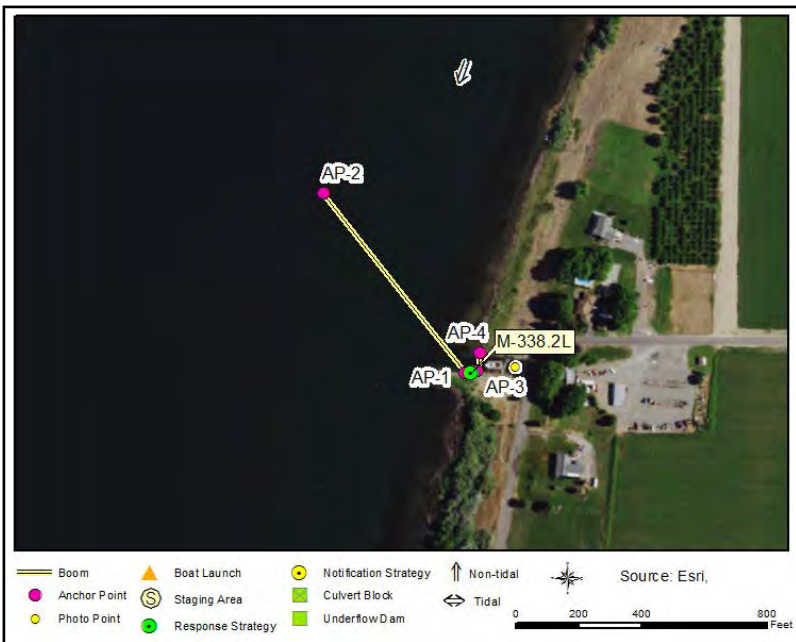 AP-2
AP-4
M-338.2L
AP-1
AP-3
Boom
Boat Launch
Notification Strategy
Non-tidal
Source: Esri,
Anchor Point
S
Staging Area
Culvert Block
Tidal
Photo Point
Response Strategy
Underflow Dam
0 200 400 800
Feet